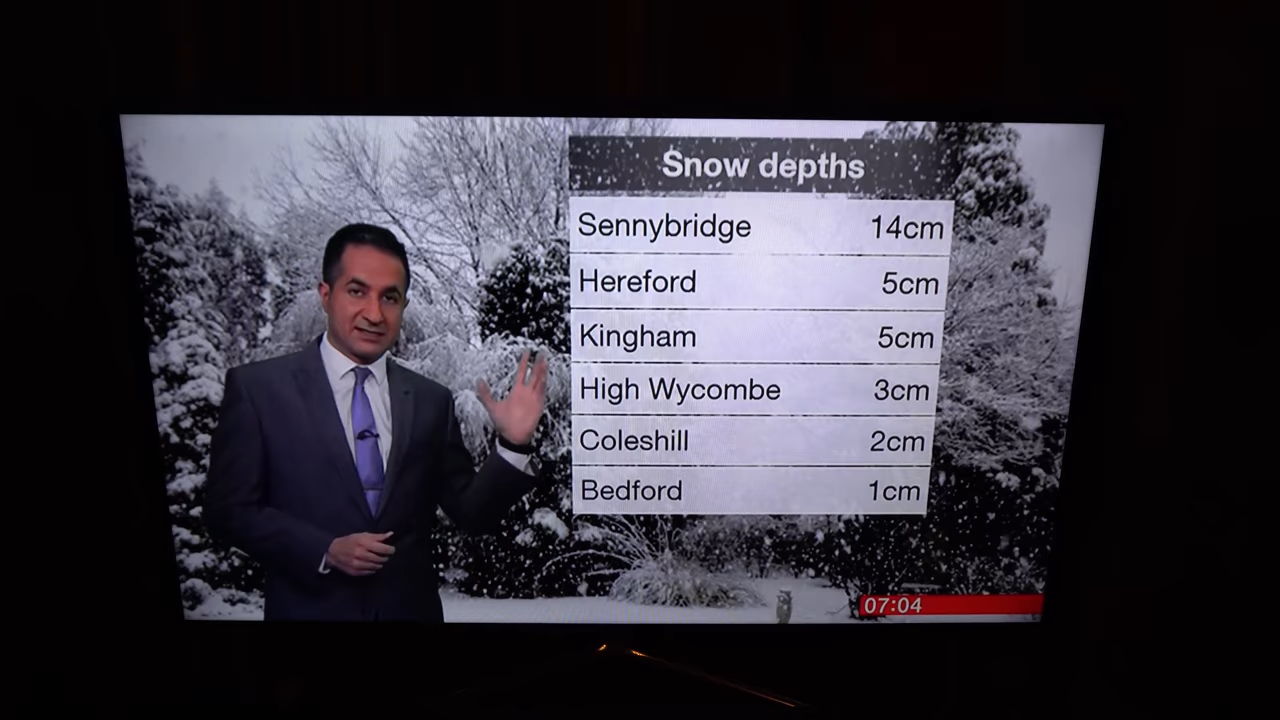 Snow depths
Sennybridge 14cm
Hereford 5cm
Kingham 5cm
High Wycombe 3cm
Coleshill 2cm
Bedford 1cm
07:04